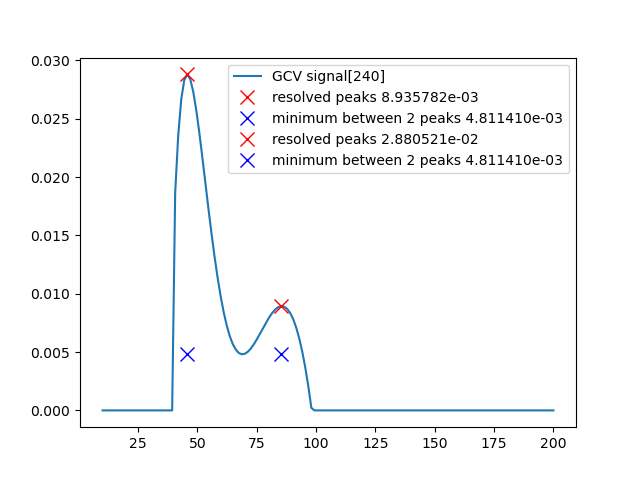 0.030
0.025
0.020
0.015
0.010
0.005
0.000
GCV signal[240]
resolved peaks 8.935782e-03
minimum between 2 peaks 4.811410e-03
resolved peaks 2.880521e-02
minimum between 2 peaks 4.811410e-03
25 50 75 100 125 150 175 200